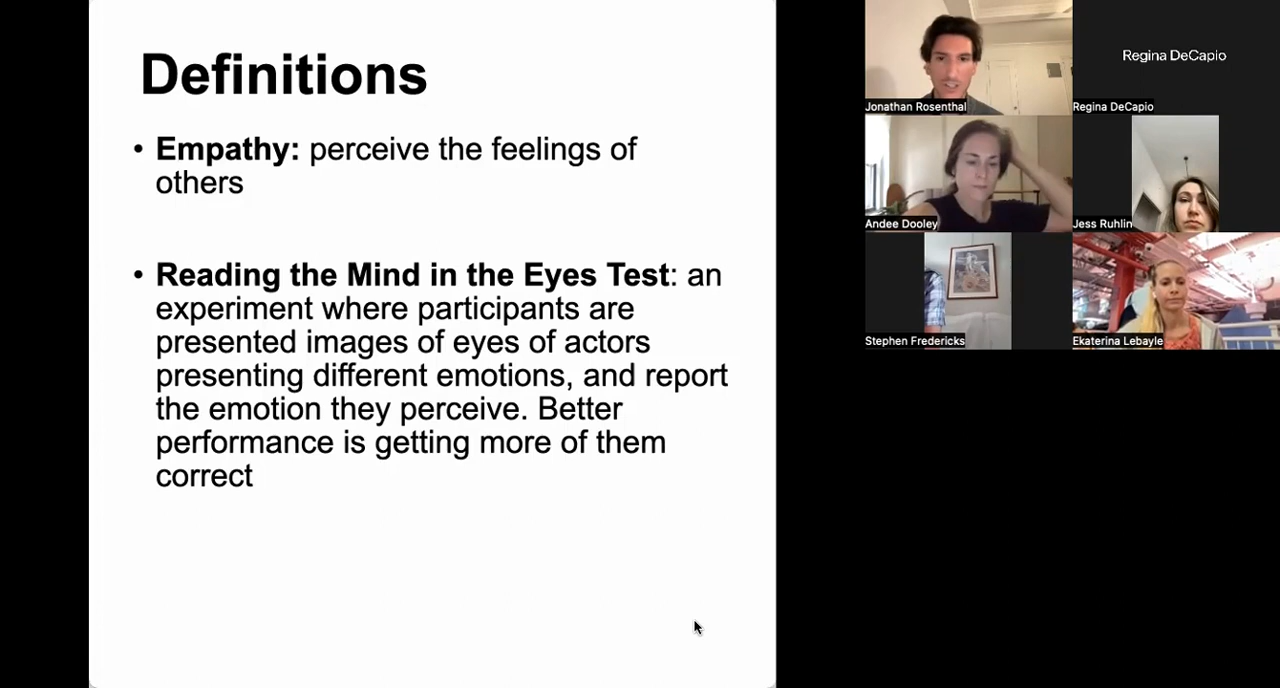 Definitions
• Empathy: perceive the feelings of
others
• Reading the Mind in the Eyes Test: an
experiment where participants are
presented images of eyes of actors
presenting different emotions, and report
the emotion they perceive. Better
performance is getting more of them
correct
Jonathan Rosenthal
Regina DeCapio
Regina DeCapio
Andee Dooley
Jess Ruhlin
Stephen Fredericks
Ekaterina Lebayle